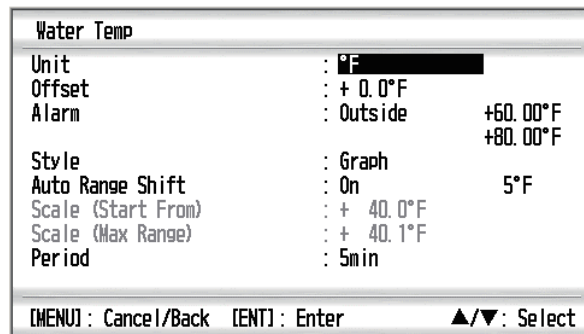 Water Temp
Unit : °F
Offset : + 0.0°F
Alarm : Outside +60.00°F
+80.00°F
Style : Graph
Auto Range Shift : On 5°F
Scale (Start From) : + 40.0°F
Scale (Max Range) : + 40.1°F
Period : 5min
[MENU]: Cancel/Back [ENT]: Enter ▲/▼: Select